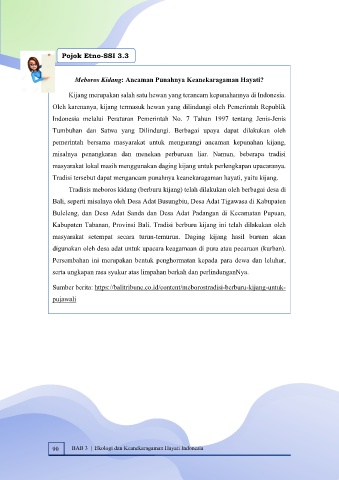 Pojok Etno-SSI 3.3
Meboros Kidang: Ancaman Punahnya Keanekaragaman Hayati?
Kijang merupakan salah satu hewan yang terancam kepunahannya di Indonesia.
Oleh karenanya, kijang termasuk hewan yang dilindungi oleh Pemerintah Republik
Indonesia melalui Peraturan Pemerintah No. 7 Tahun 1997 tentang Jenis-Jenis
Tumbuhan dan Satwa yang Dilindungi. Berbagai upaya dapat dilakukan oleh
pemerintah bersama masyarakat untuk mengurangi ancaman kepunahan kijang,
misalnya penangkaran dan menekan perburuan liar. Namun, beberapa tradisi
masyarakat lokal masih menggunakan daging kijang untuk perlengkapan upacaranya.
Tradisi tersebut dapat mengancam punahnya keanekaragaman hayati, yaitu kijang.
Tradisis meboros kidang (berburu kijang) telah dilakukan oleh berbagai desa di
Bali, seperti misalnya oleh Desa Adat Busungbiu, Desa Adat Tigawasa di Kabupaten
Buleleng, dan Desa Adat Sanda dan Desa Adat Padangan di Kecamatan Pupuan,
Kabupaten Tabanan, Provinsi Bali. Tradisi berburu kijang ini telah dilakukan oleh
masyarakat setempat secara turun-temurun. Daging kijang hasil buruan akan
digunakan oleh desa adat untuk upacara keagamaan di pura atau pecaruan (kurban).
Persembahan ini merupakan bentuk penghormatan kepada para dewa dan leluhur,
serta ungkapan rasa syukur atas limpahan berkah dan perlindunganNya.
Sumber berita: https://balitribune.co.id/content/meborostradisi-berburu-kijang-untuk-
pujawali
90 BAB 3 | Ekologi dan Keanekaragaman Hayati Indonesia